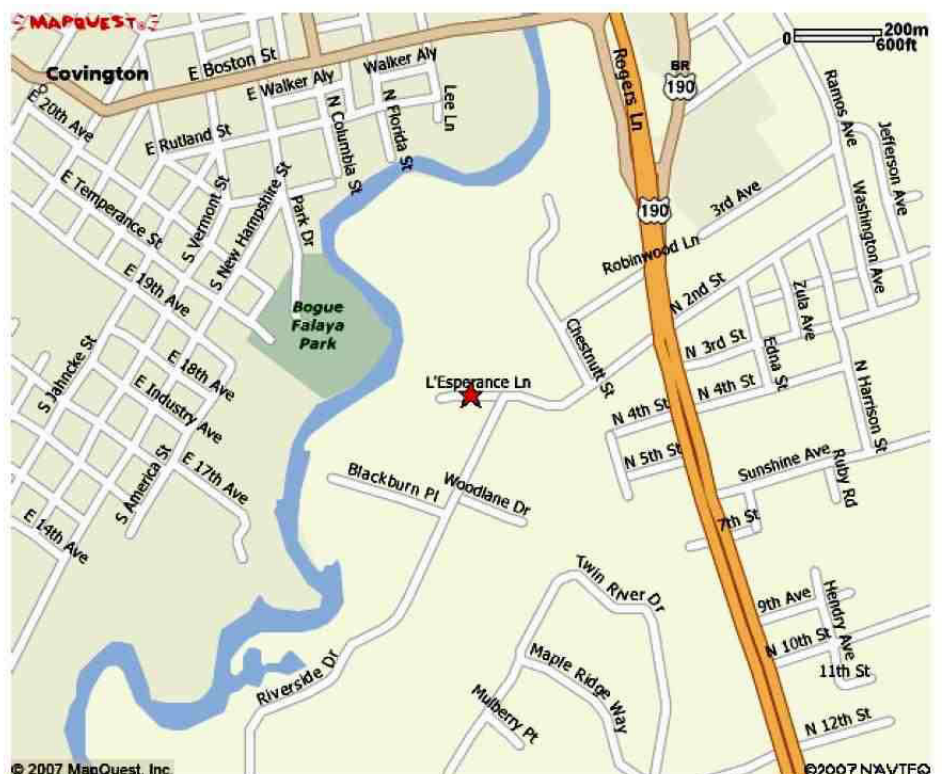 MAPQUEST
0 200m
600ft
Covington
E Boston St
E Walker Aly
Walker Aly
BR
190
Rogers Ln
E 20th Ave
E Rutland St
N Columbia St
N Florida St
Lee Ln
Ramos Ave
Jefferson Ave
E Temperance St
S Vermont St
S New Hampshire St
Park Dr
190
3rd Ave
Washington Ave
Robinwood Ln
E 19th Ave
Bogue
Falaya
Park
N 2nd St
Zula Ave
S Jahncke St
E 18th Ave
Chestnutt St
N 3rd St
Edna St
L'Esperance Ln
N 4th St
N 4th St
N Harrison St
E Industry Ave
E 17th Ave
S America St
N 5th St
Blackburn Pl
Woodlane Dr
Sunshine Ave
Ruby Rd
E 14th Ave
7th St
Twin River Dr
9th Ave
Hendry Ave
N 10th St
11th St
Riverside Dr
Maple Ridge Way
Mulberry Pt
N 12th St
© 2007 MapQuest, Inc.
©2007 NAVTEQ